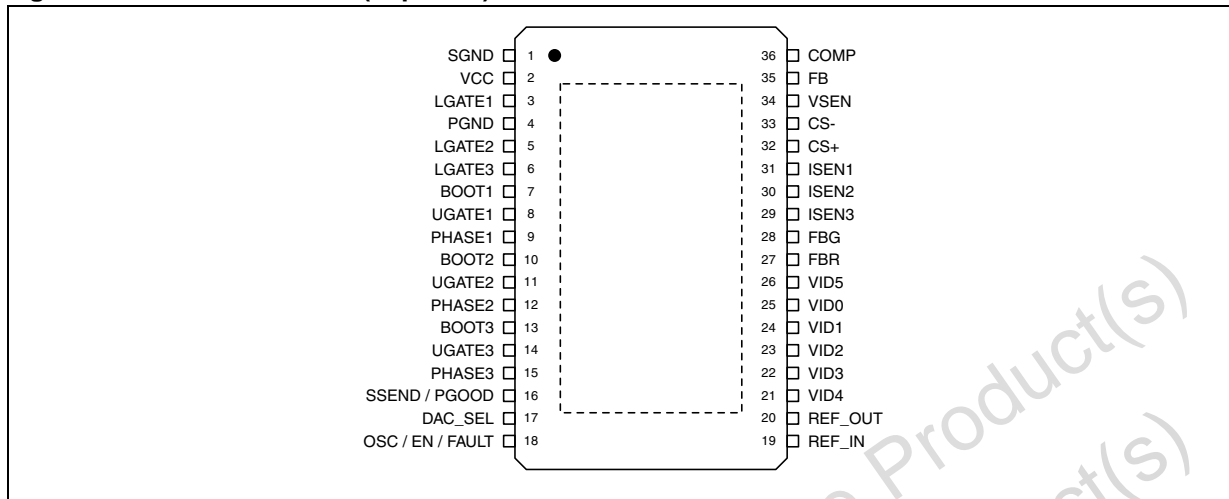 SGND 1 36 COMP
VCC 2 35 FB
LGATE1 3 34 VSEN
PGND 4 33 CS-
LGATE2 5 32 CS+
LGATE3 6 31 ISEN1
BOOT1 7 30 ISEN2
UGATE1 8 29 ISEN3
PHASE1 9 28 FBG
BOOT2 10 27 FBR
UGATE2 11 26 VID5
PHASE2 12 25 VID0
BOOT3 13 24 VID1
UGATE3 14 23 VID2
PHASE3 15 22 VID3
SSEND / PGOOD 16 21 VID4
DAC_SEL 17 20 REF_OUT
OSC / EN / FAULT 18 19 REF_IN
Product(s)